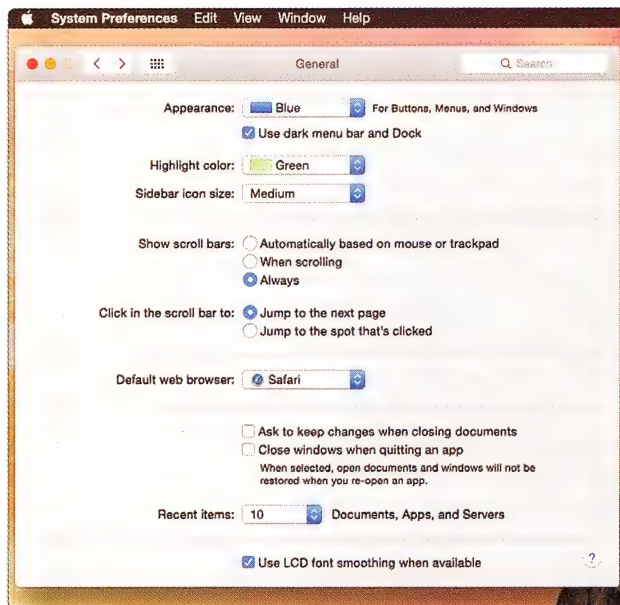 System Preferences Edit View Window Help
General
Search
Appearance: Blue For Buttons, Menus, and Windows
Use dark menu bar and Dock
Highlight color: Green
Sidebar icon size: Medium
Show scroll bars: Automatically based on mouse or trackpad
When scrolling
Always
Click in the scroll bar to: Jump to the next page
Jump to the spot that's clicked
Default web browser: Safari
Ask to keep changes when closing documents
Close windows when quitting an app
When selected, open documents and windows will not be
restored when you re-open an app.
Recent items: 10 Documents, Apps, and Servers
Use LCD font smoothing when available
?